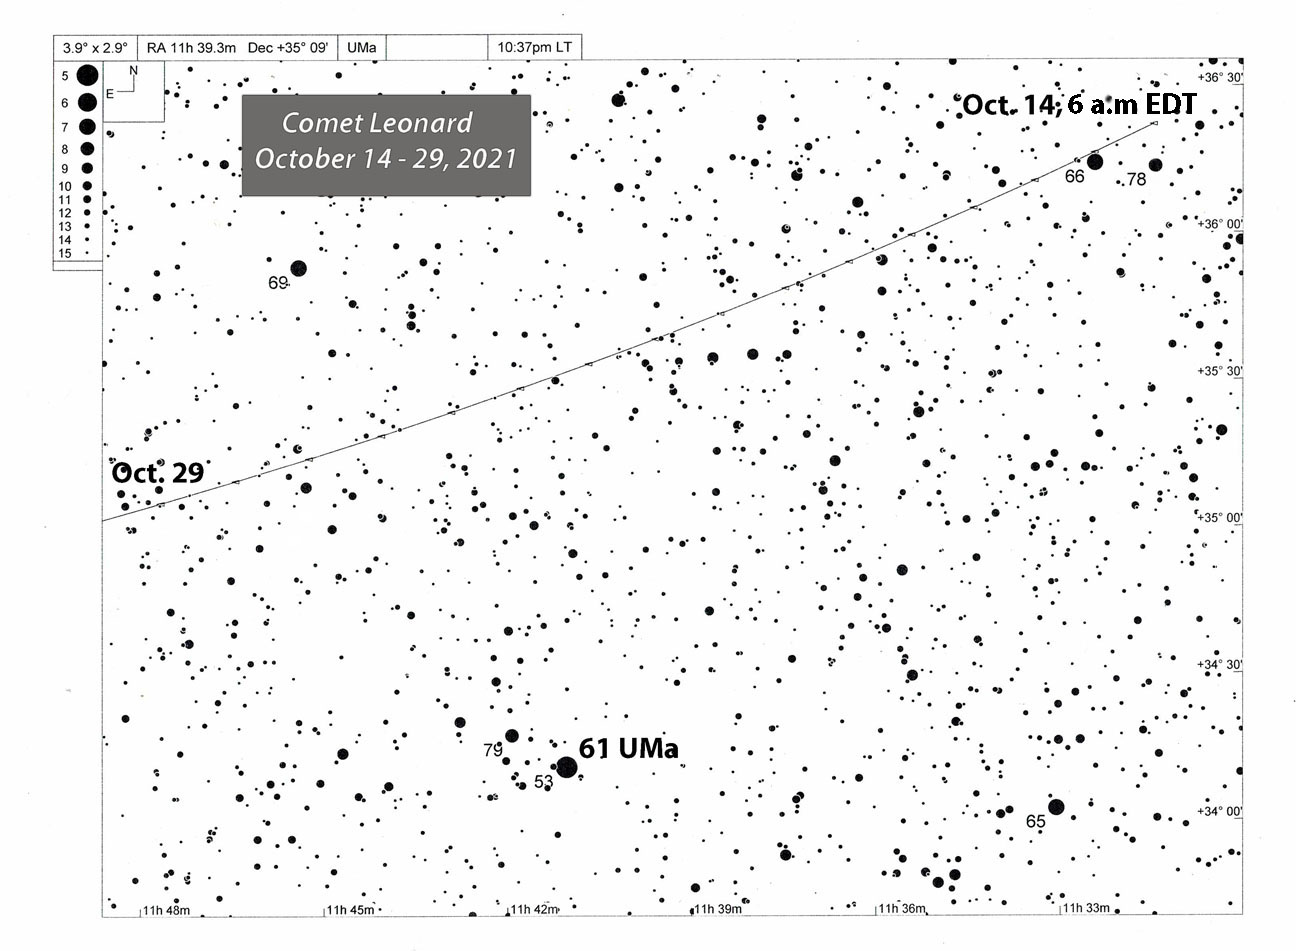 3.9° x 2.9° RA 11h 39.3m Dec +35° 09' UMa 10:37pm LT
5
6
7
8
9
10
11
12
13
14
15
N
E
Comet Leonard
October 14 - 29, 2021
Oct. 14, 6 a.m EDT
+36° 30'
66
78
+36° 00'
69
+35° 30'
Oct. 29
+35° 00'
+34° 30'
79
61 UMa
53
65
+34° 00'
11h 48m 11h 45m 11h 42m 11h 39m 11h 36m 11h 33m